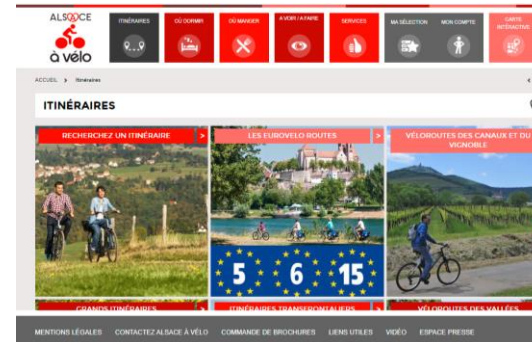 ALSACE
à vélo
ITINÉRAIRES
OÙ DORMIR
OÙ MANGER
A VOIR / A FAIRE
SERVICES
MA SÉLECTION
MON COMPTE
CARTE
INTÉRACTIVE
ACCUEIL > Itinéraires
ITINÉRAIRES
RECHERCHEZ UN ITINÉRAIRE >
LES EUROVELO ROUTES >
VÉLOROUTES DES CANAUX ET DU
VIGNOBLE
5 6 15
GRANDS ITINÉRAIRES >
ITINÉRAIRES TRANSFRONTALIERS >
VÉLOROUTES DES VALLÉES
MENTIONS LÉGALES CONTACTEZ ALSACE À VÉLO COMMANDE DE BROCHURES LIENS UTILES VIDÉO ESPACE PRESSE